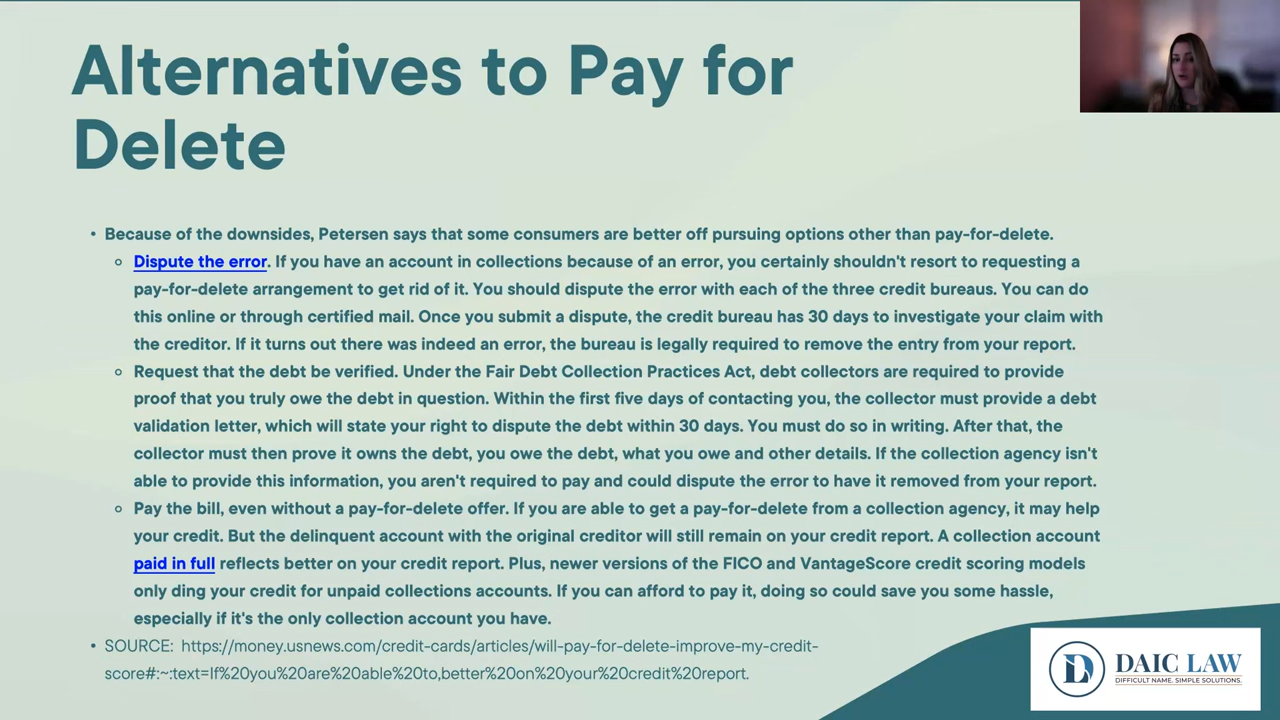 Alternatives to Pay for
Delete
• Because of the downsides, Petersen says that some consumers are better off pursuing options other than pay-for-delete.
Dispute the error. If you have an account in collections because of an error, you certainly shouldn't resort to requesting a
pay-for-delete arrangement to get rid of it. You should dispute the error with each of the three credit bureaus. You can do
this online or through certified mail. Once you submit a dispute, the credit bureau has 30 days to investigate your claim with
the creditor. If it turns out there was indeed an error, the bureau is legally required to remove the entry from your report.
Request that the debt be verified. Under the Fair Debt Collection Practices Act, debt collectors are required to provide
proof that you truly owe the debt in question. Within the first five days of contacting you, the collector must provide a debt
validation letter, which will state your right to dispute the debt within 30 days. You must do so in writing. After that, the
collector must then prove it owns the debt, you owe the debt, what you owe and other details. If the collection agency isn't
able to provide this information, you aren't required to pay and could dispute the error to have it removed from your report.
Pay the bill, even without a pay-for-delete offer. If you are able to get a pay-for-delete from a collection agency, it may help
your credit. But the delinquent account with the original creditor will still remain on your credit report. A collection account
paid in full reflects better on your credit report. Plus, newer versions of the FICO and VantageScore credit scoring models
only ding your credit for unpaid collections accounts. If you can afford to pay it, doing so could save you some hassle,
especially if it's the only collection account you have.
• SOURCE: https://money.usnews.com/credit-cards/articles/will-pay-for-delete-improve-my-credit-
score#:~:text=If%20you%20are%20able%20to,better%20on%20your%20credit%20report.
DAIC LAW
DIFFICULT NAME. SIMPLE SOLUTIONS.